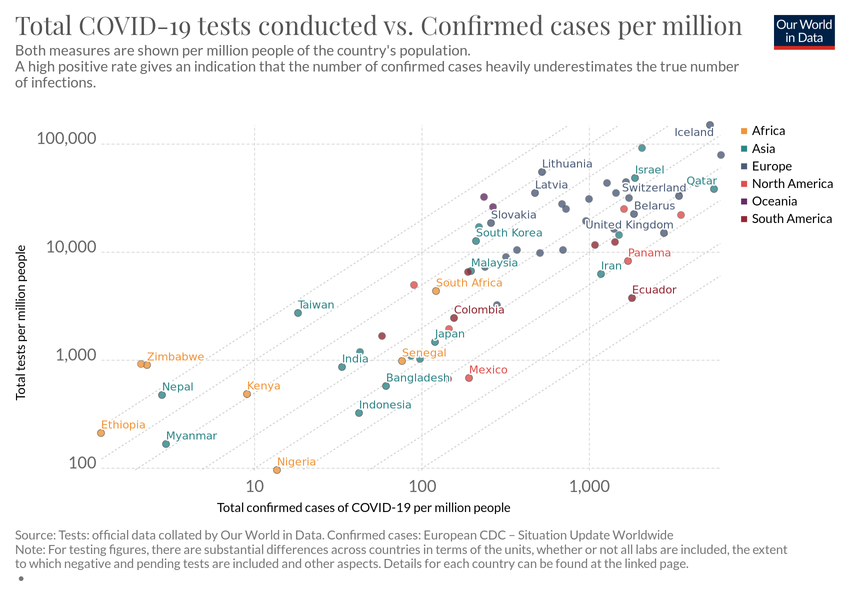 Total COVID-19 tests conducted vs. Confirmed cases per million
Our World
in Data
Both measures are shown per million people of the country's population.
A high positive rate gives an indication that the number of confirmed cases heavily underestimates the true number
of infections.
100,000
10,000
1,000
100
Total tests per million people
Iceland
Lithuania
Israel
Qatar
Latvia
Switzerland
Belarus
Slovakia
United Kingdom
South Korea
Panama
Malaysia
Iran
South Africa
Ecuador
Taiwan
Colombia
Japan
Zimbabwe
India
Senegal
Mexico
Nepal
Kenya
Bangladesh
Indonesia
Ethiopia
Myanmar
Nigeria
Africa
Asia
Europe
North America
Oceania
South America
10
100
1,000
Total confirmed cases of COVID-19 per million people
Source: Tests: official data collated by Our World in Data. Confirmed cases: European CDC – Situation Update Worldwide
Note: For testing figures, there are substantial differences across countries in terms of the units, whether or not all labs are included, the extent
to which negative and pending tests are included and other aspects. Details for each country can be found at the linked page.
•